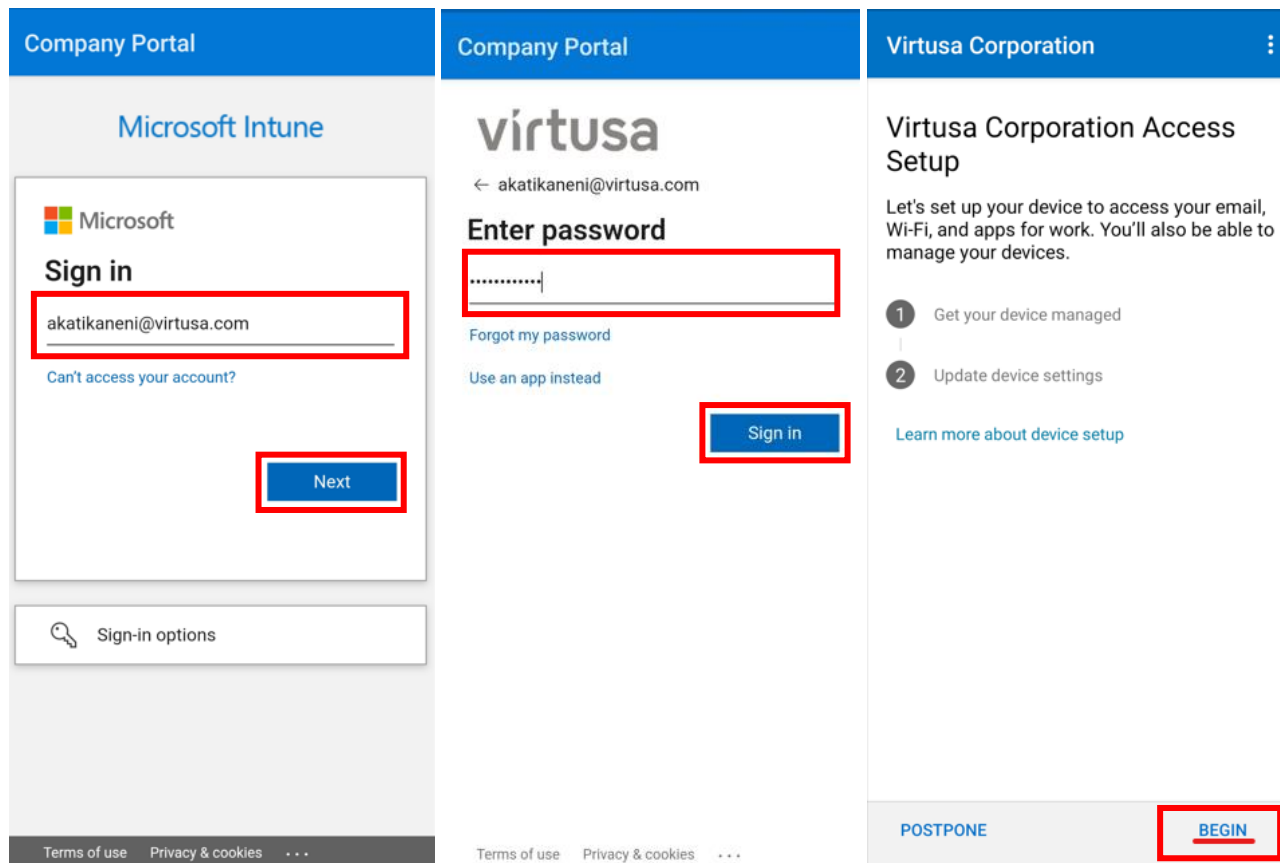 Company Portal
Microsoft Intune
Microsoft
Sign in
akatikaneni@virtusa.com
Can't access your account?
Next
Sign-in options
Terms of use Privacy & cookies ...
Company Portal
virtusa
← akatikaneni@virtusa.com
Enter password
............
Forgot my password
Use an app instead
Sign in
Terms of use Privacy & cookies ...
Virtusa Corporation
Virtusa Corporation Access
Setup
Let's set up your device to access your email,
Wi-Fi, and apps for work. You'll also be able to
manage your devices.
1 Get your device managed
2 Update device settings
Learn more about device setup
POSTPONE BEGIN